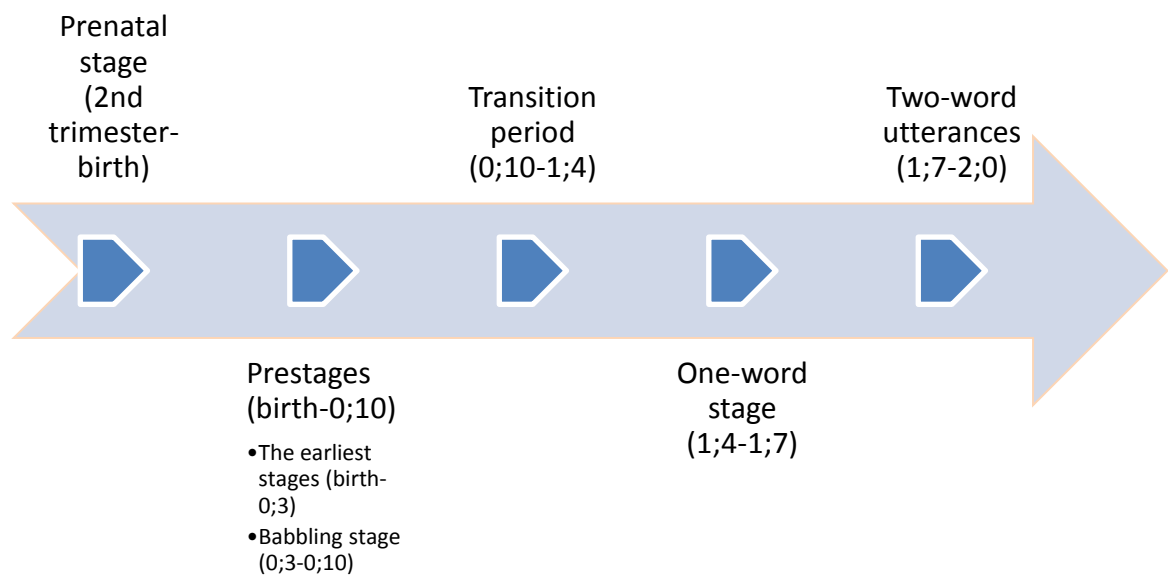 Prenatal
stage
(2nd
trimester-
birth)
Prestages
(birth-0;10)
•The earliest
stages (birth-
0;3)
•Babbling stage
(0;3-0;10)
Transition
period
(0;10-1;4)
One-word
stage
(1;4-1;7)
Two-word
utterances
(1;7-2;0)